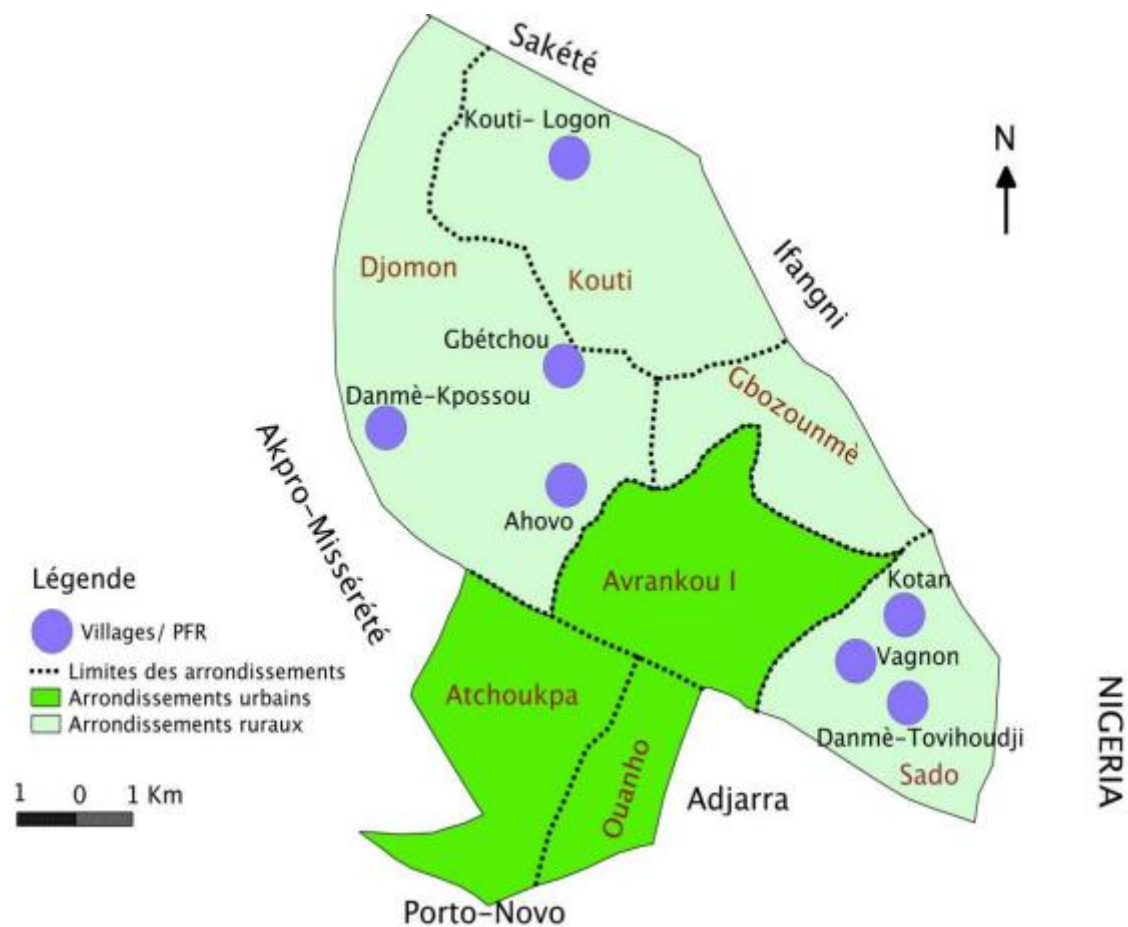 Sakété
Kouti- Logon
N
Djomon
Kouti
Ifangni
Gbétchou
Danmè-Kpossou
Gbozounmè
Akpro-Missérété
Ahovo
Légende
Villages/ PFR
Limites des arrondissements
Arrondissements urbains
Arrondissements ruraux
Avrankou I
Kotan
Vagnon
Danmè-Tovihoudji
Sado
NIGERIA
Atchoukpa
Ouanho
Adjarra
1 0 1 Km
Porto-Novo